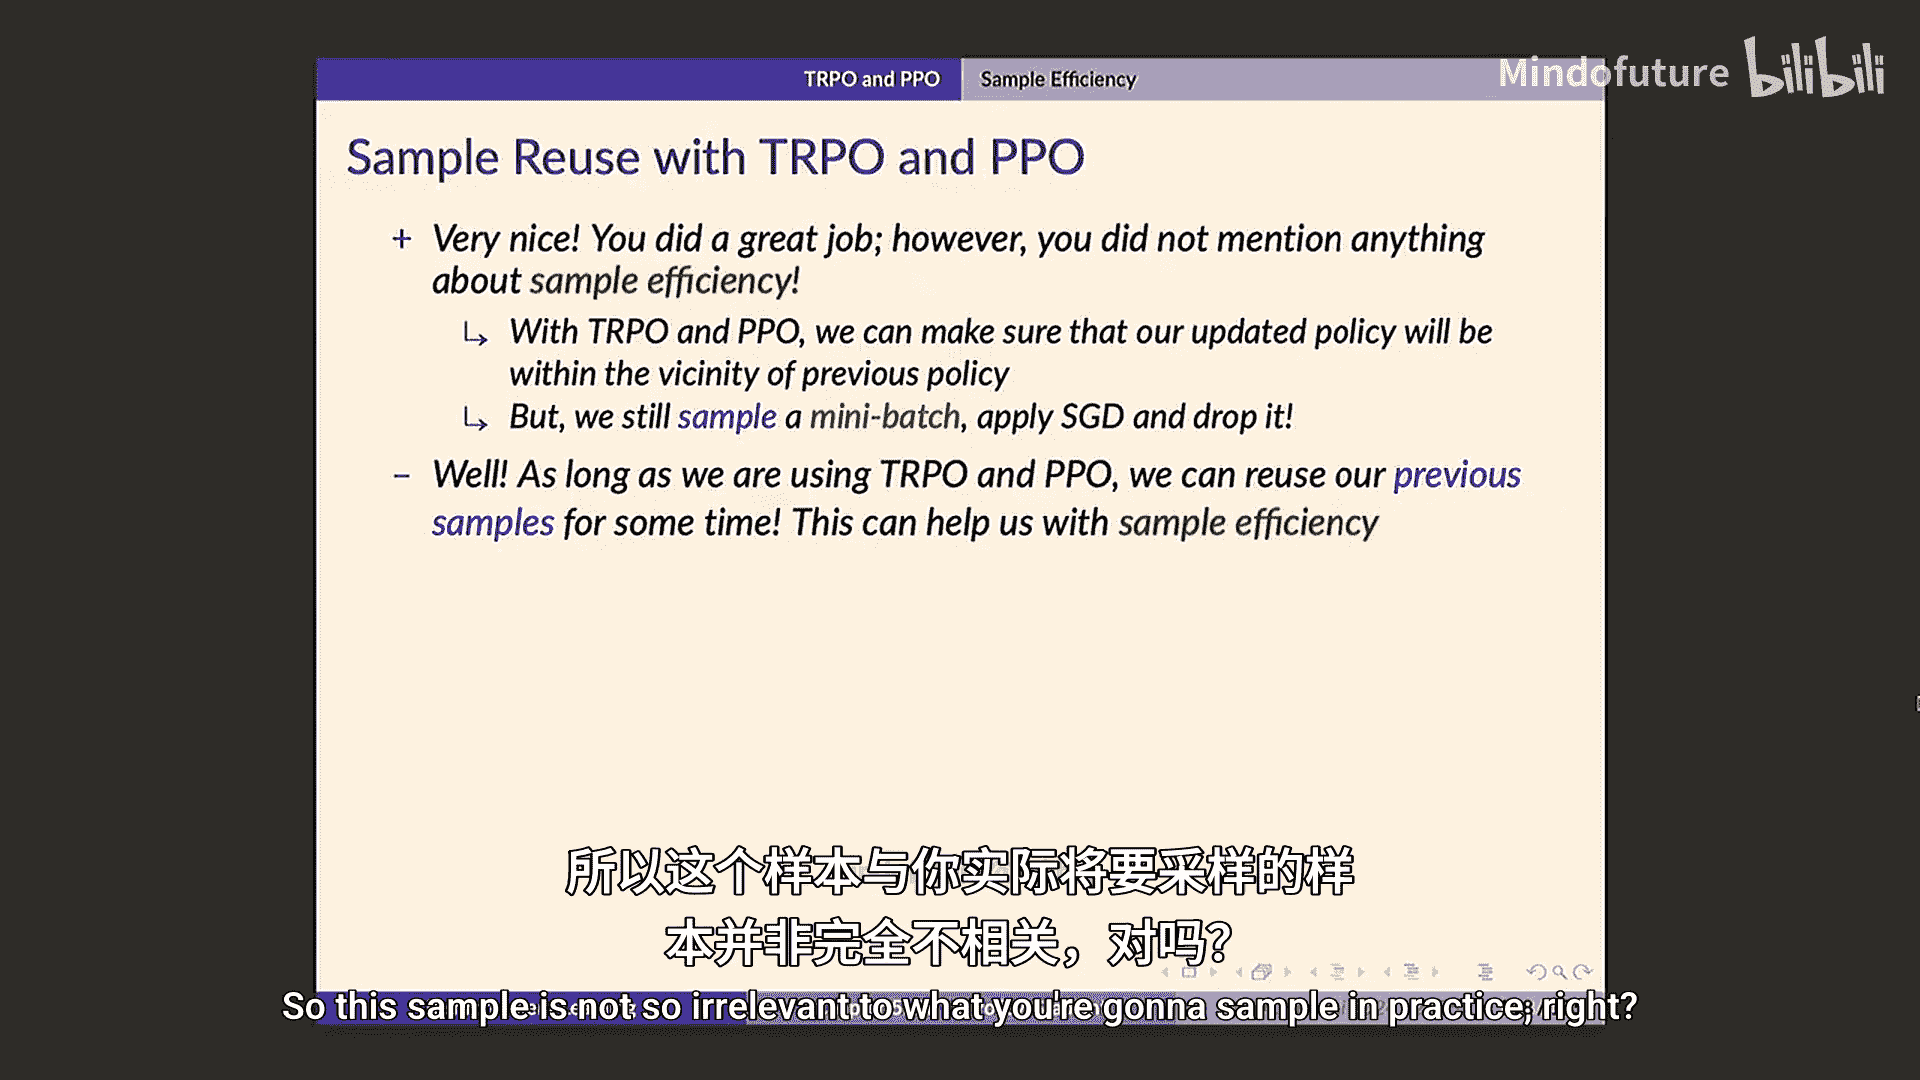 TRPO and PPO
Sample Efficiency
Mindofuture
bilibili
Sample Reuse with TRPO and PPO
+ Very nice! You did a great job; however, you did not mention anything
about sample efficiency!
↳ With TRPO and PPO, we can make sure that our updated policy will be
within the vicinity of previous policy
↳ But, we still sample a mini-batch, apply SGD and drop it!
– Well! As long as we are using TRPO and PPO, we can reuse our previous
samples for some time! This can help us with sample efficiency
所以这个样本与你实际将要采样的样
本并非完全不相关，对吗？
So this sample is not so irrelevant to what you're gonna sample in practice, right?